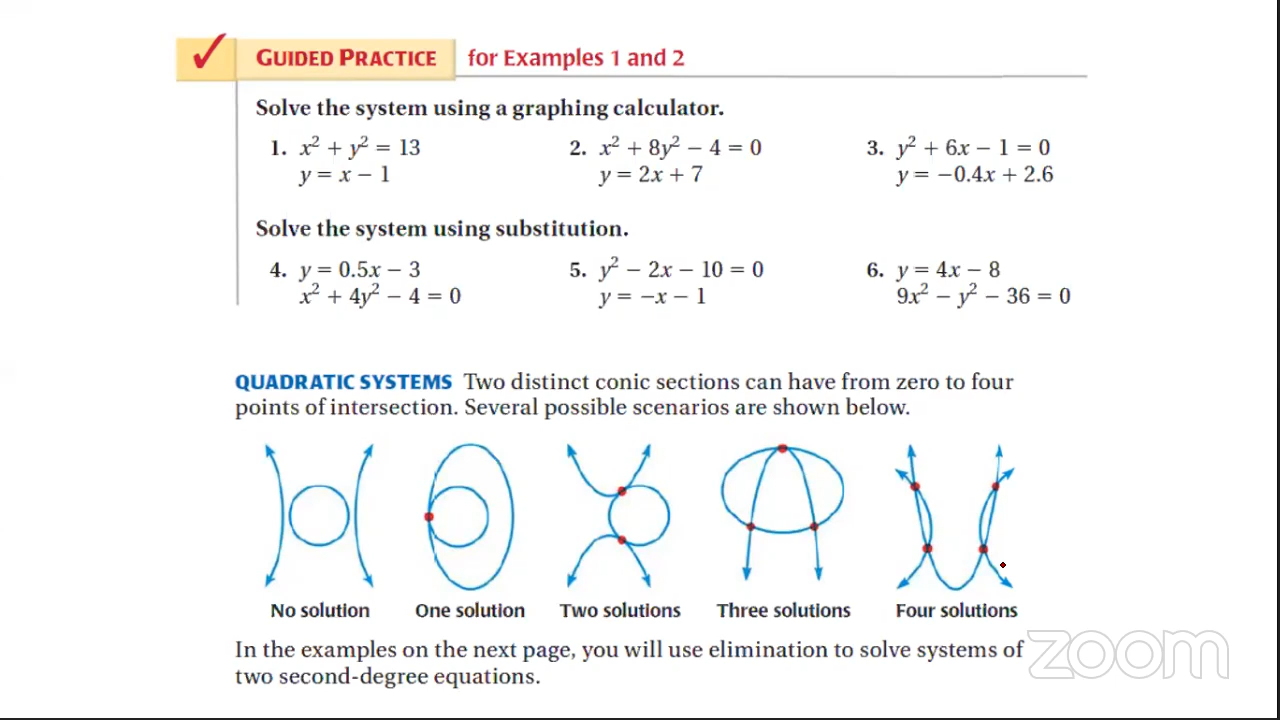 ✓ GUIDED PRACTICE for Examples 1 and 2
Solve the system using a graphing calculator.
1. x² + y² = 13
y = x − 1
2. x² + 8y² − 4 = 0
y = 2x + 7
3. y² + 6x − 1 = 0
y = −0.4x + 2.6
Solve the system using substitution.
4. y = 0.5x − 3
x² + 4y² − 4 = 0
5. y² − 2x − 10 = 0
y = −x − 1
6. y = 4x − 8
9x² − y² − 36 = 0
QUADRATIC SYSTEMS Two distinct conic sections can have from zero to four
points of intersection. Several possible scenarios are shown below.
No solution One solution Two solutions Three solutions Four solutions
In the examples on the next page, you will use elimination to solve systems of
two second-degree equations.
zoom